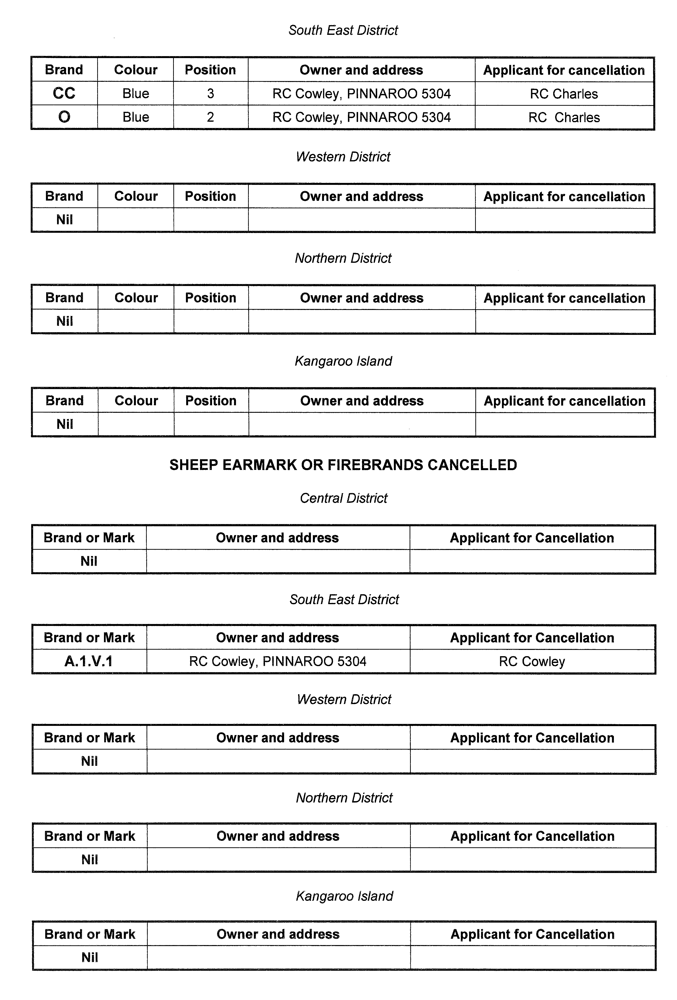 South East District
Brand Colour Position Owner and address Applicant for cancellation
CC Blue 3 RC Cowley, PINNAROO 5304 RC Charles
O Blue 2 RC Cowley, PINNAROO 5304 RC Charles
Western District
Brand Colour Position Owner and address Applicant for cancellation
Nil
Northern District
Brand Colour Position Owner and address Applicant for cancellation
Nil
Kangaroo Island
Brand Colour Position Owner and address Applicant for cancellation
Nil
SHEEP EARMARK OR FIREBRANDS CANCELLED
Central District
Brand or Mark Owner and address Applicant for Cancellation
Nil
South East District
Brand or Mark Owner and address Applicant for Cancellation
A.1.V.1 RC Cowley, PINNAROO 5304 RC Cowley
Western District
Brand or Mark Owner and address Applicant for Cancellation
Nil
Northern District
Brand or Mark Owner and address Applicant for Cancellation
Nil
Kangaroo Island
Brand or Mark Owner and address Applicant for Cancellation
Nil